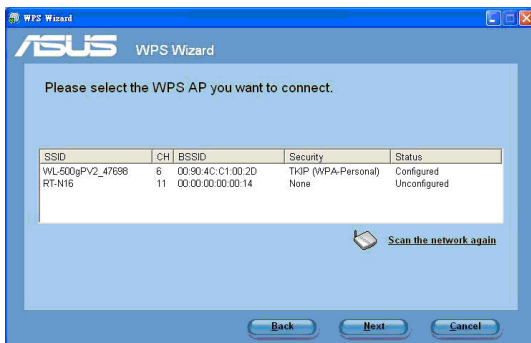 WPS Wizard
ASUS WPS Wizard
Please select the WPS AP you want to connect.
SSID CH BSSID Security Status
WL-500gPV2_47698 6 00:90:4C:C1:00:2D TKIP (WPA-Personal) Configured
RT-N16 11 00:00:00:00:00:14 None Unconfigured
Scan the network again
Back Next Cancel